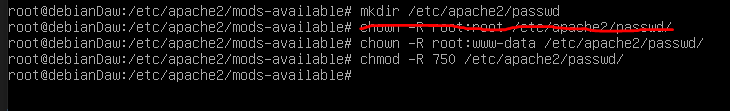 root@debianDaw:/etc/apache2/mods-available# mkdir /etc/apache2/passwd
root@debianDaw:/etc/apache2/mods-available# chown -R root:root /etc/apache2/passwd/
root@debianDaw:/etc/apache2/mods-available# chown -R root:www-data /etc/apache2/passwd/
root@debianDaw:/etc/apache2/mods-available# chmod -R 750 /etc/apache2/passwd/
root@debianDaw:/etc/apache2/mods-available#